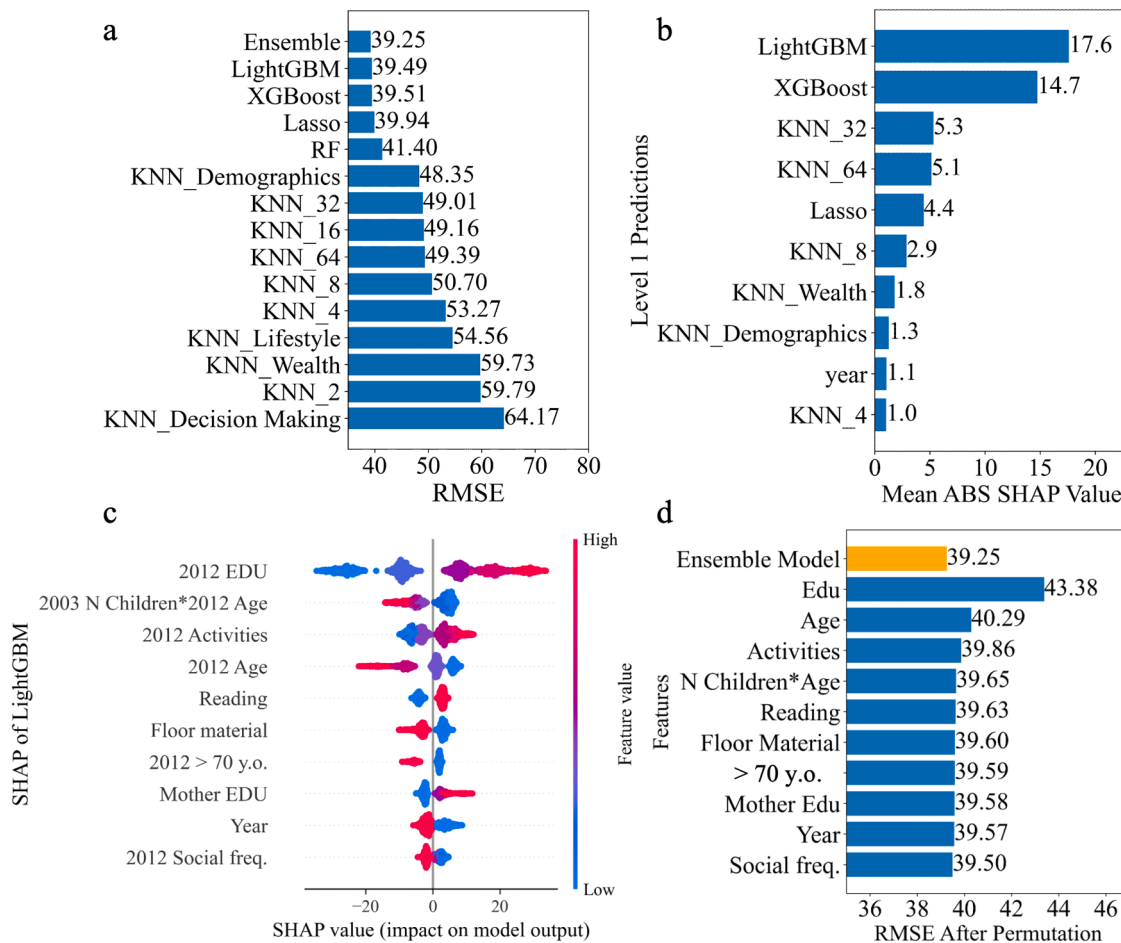 a
Ensemble 39.25
LightGBM 39.49
XGBoost 39.51
Lasso 39.94
RF 41.40
KNN_Demographics 48.35
KNN_32 49.01
KNN_16 49.16
KNN_64 49.39
KNN_8 50.70
KNN_4 53.27
KNN_Lifestyle 54.56
KNN_Wealth 59.73
KNN_2 59.79
KNN_Decision Making 64.17
40 50 60 70 80
RMSE
b
Level 1 Predictions
LightGBM 17.6
XGBoost 14.7
KNN_32 5.3
KNN_64 5.1
Lasso 4.4
KNN_8 2.9
KNN_Wealth 1.8
KNN_Demographics 1.3
year 1.1
KNN_4 1.0
0 5 10 15 20
Mean ABS SHAP Value
c
SHAP of LightGBM
2012 EDU
2003 N Children*2012 Age
2012 Activities
2012 Age
Reading
Floor material
2012 > 70 y.o.
Mother EDU
Year
2012 Social freq.
−20 0 20
SHAP value (impact on model output)
High
Feature value
Low
d
Features
Ensemble Model 39.25
Edu 43.38
Age 40.29
Activities 39.86
N Children*Age 39.65
Reading 39.63
Floor Material 39.60
> 70 y.o. 39.59
Mother Edu 39.58
Year 39.57
Social freq. 39.50
36 38 40 42 44 46
RMSE After Permutation